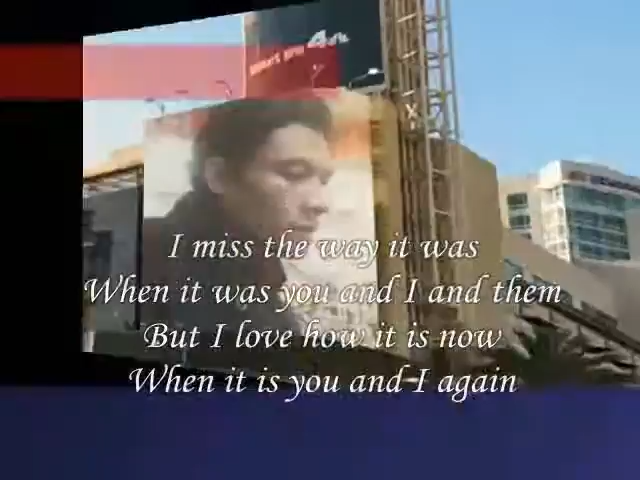 I miss the way it was
When it was you and I and them
But I love how it is now
When it is you and I again